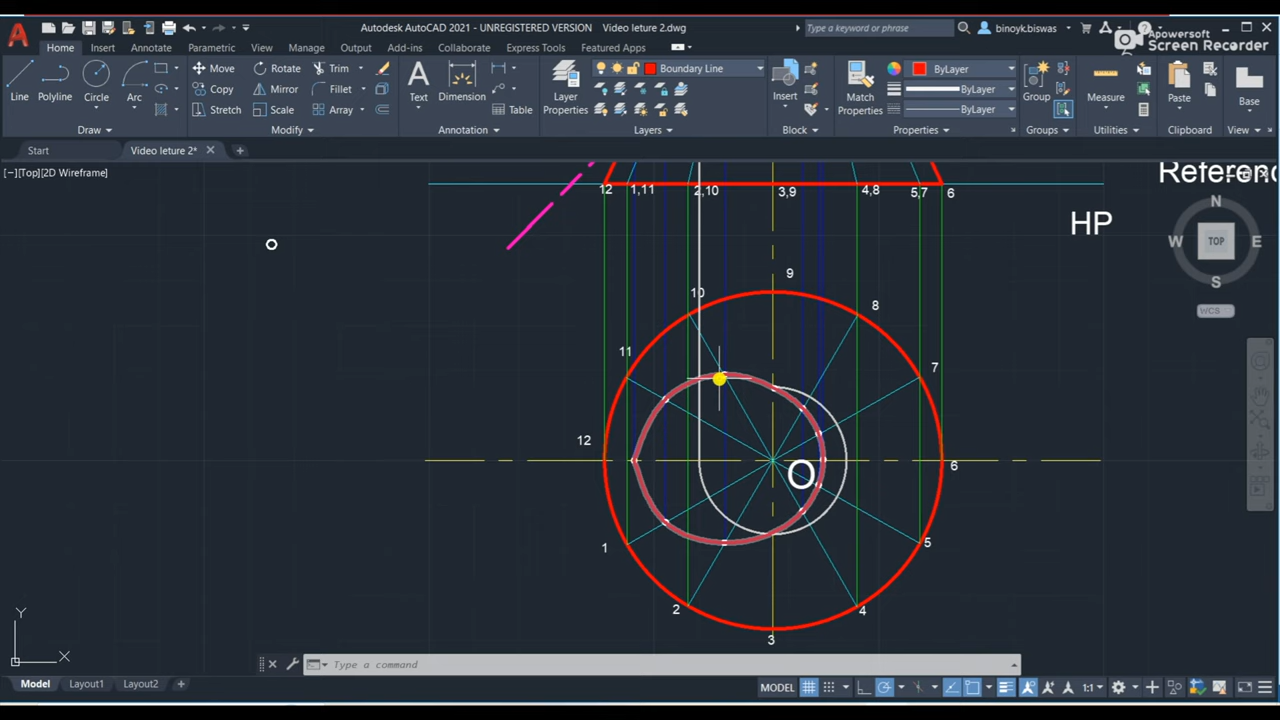 Autodesk AutoCAD 2021 - UNREGISTERED VERSION Video leture 2.dwg
Type a keyword or phrase
binoyk.biswas
Apowersoft
Screen Recorder
Home Insert Annotate Parametric View Manage Output Add-ins Collaborate Express Tools Featured Apps
Line Polyline Circle Arc
Move Rotate Trim
Copy Mirror Fillet
Stretch Scale Array
Text Dimension Table
Layer Properties
Boundary Line
Insert
Match Properties
ByLayer
ByLayer
ByLayer
Group
Measure
Paste
Base
Draw Modify Annotation Layers Block Properties Groups Utilities Clipboard View
Start Video leture 2*
[−][Top][2D Wireframe]
Referenc
12 1,11 2,10 3,9 4,8 5,7 6
HP
N
W TOP E
S
WCS
9
10
8
11
7
12
O
6
1
5
2
4
3
Y
X
Type a command
Model Layout1 Layout2
MODEL 1:1